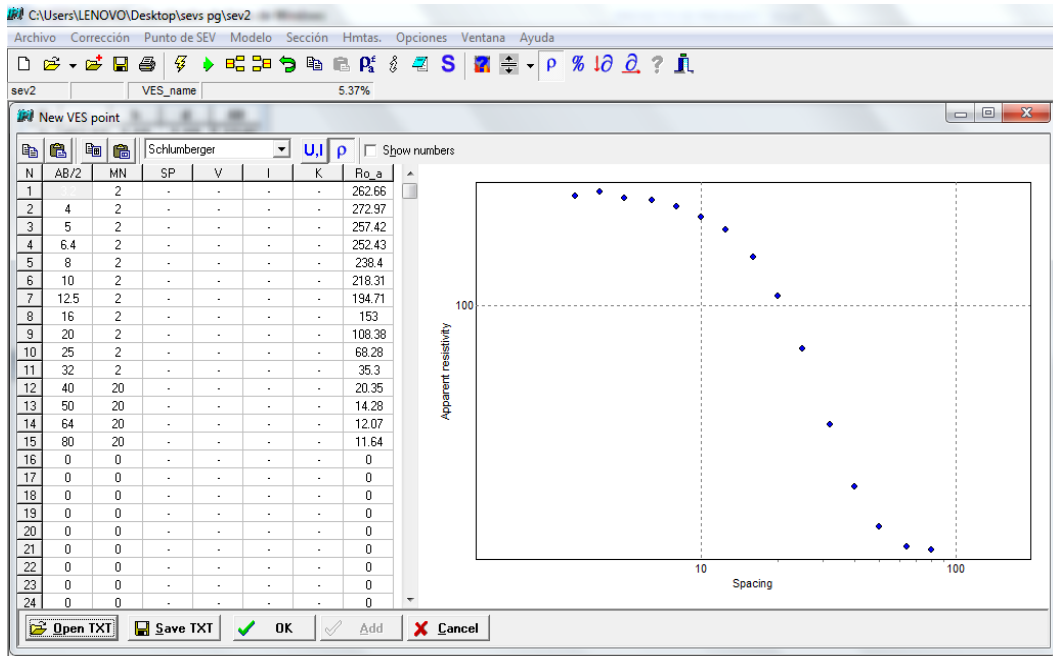 C:\Users\LENOVO\Desktop\sevs pg\sev2
Archivo Corrección Punto de SEV Modelo Sección Hmtas. Opciones Ventana Ayuda
sev2 VES_name 5.37%
New VES point
Schlumberger U,I ρ Show numbers
N AB/2 MN SP V I K Ro_a
1 3.2 2 - - - - 262.66
2 4 2 - - - - 272.97
3 5 2 - - - - 257.42
4 6.4 2 - - - - 252.43
5 8 2 - - - - 238.4
6 10 2 - - - - 218.31
7 12.5 2 - - - - 194.71
8 16 2 - - - - 153
9 20 2 - - - - 108.38
10 25 2 - - - - 68.28
11 32 2 - - - - 35.3
12 40 20 - - - - 20.35
13 50 20 - - - - 14.28
14 64 20 - - - - 12.07
15 80 20 - - - - 11.64
16 0 0 - - - - 0
17 0 0 - - - - 0
18 0 0 - - - - 0
19 0 0 - - - - 0
20 0 0 - - - - 0
21 0 0 - - - - 0
22 0 0 - - - - 0
23 0 0 - - - - 0
24 0 0 - - - - 0
100
Apparent resistivity
10 100
Spacing
Open TXT Save TXT OK Add Cancel